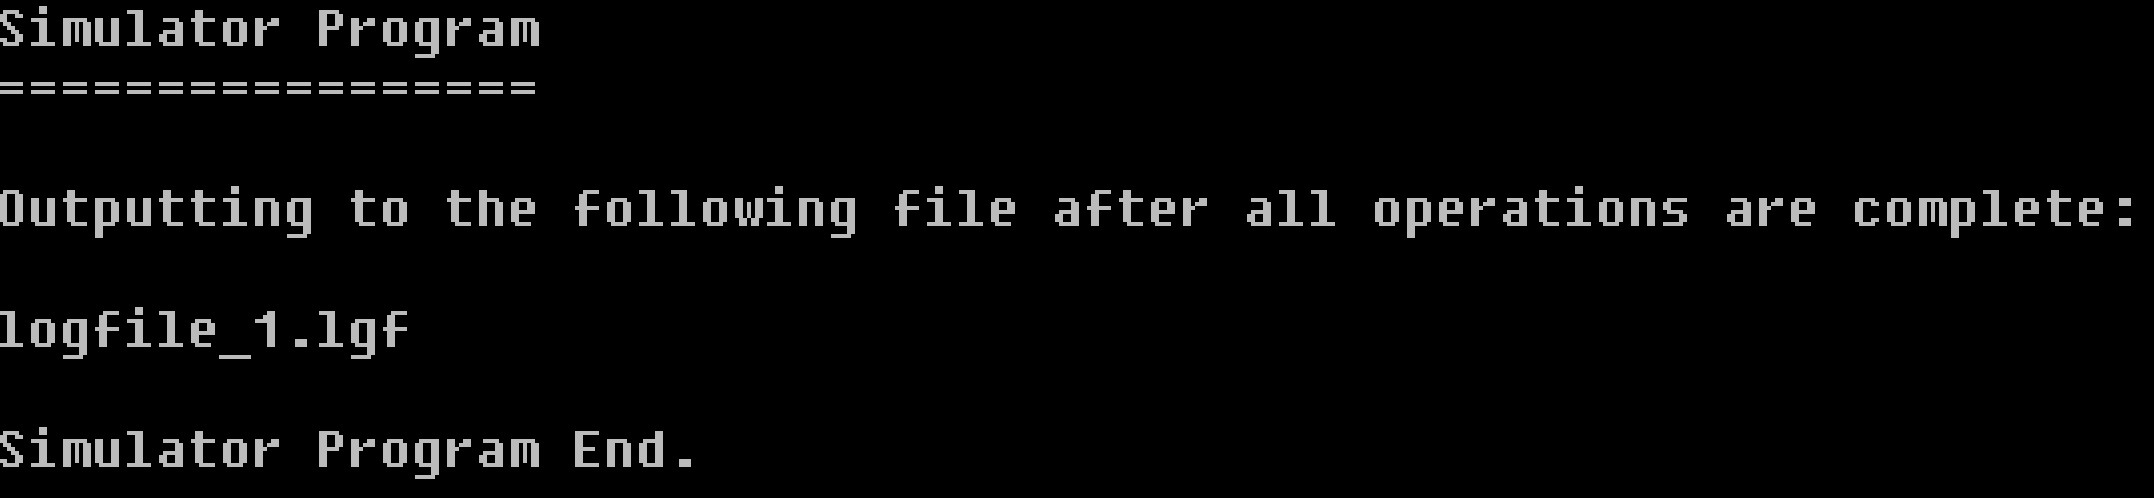 Simulator Program
=================
Outputting to the following file after all operations are complete:
logfile_1.lgf
Simulator Program End.